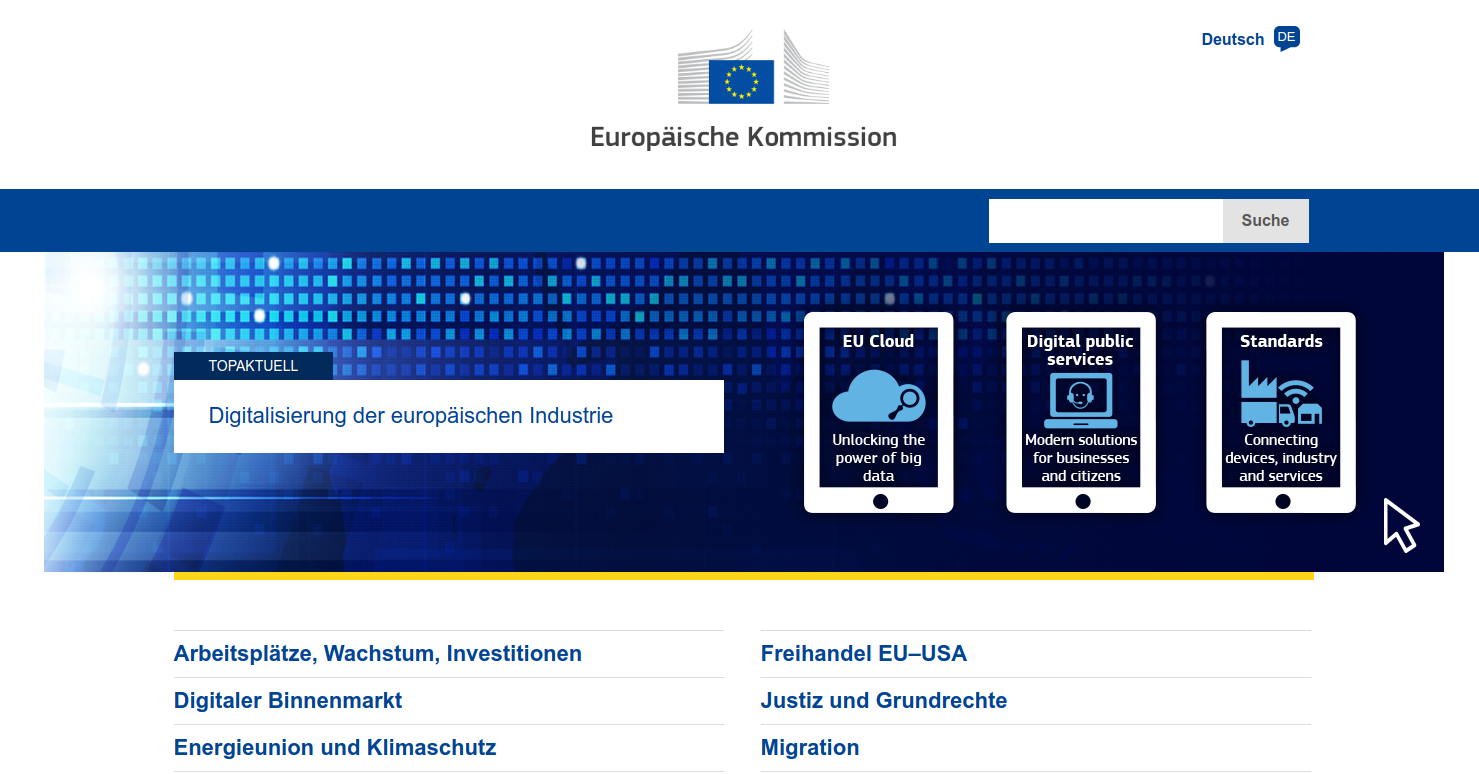 Deutsch DE
Europäische Kommission
Suche
TOPAKTUELL
Digitalisierung der europäischen Industrie
EU Cloud
Unlocking the
power of big
data
Digital public
services
Modern solutions
for businesses
and citizens
Standards
Connecting
devices, industry
and services
Arbeitsplätze, Wachstum, Investitionen
Digitaler Binnenmarkt
Energieunion und Klimaschutz
Freihandel EU–USA
Justiz und Grundrechte
Migration